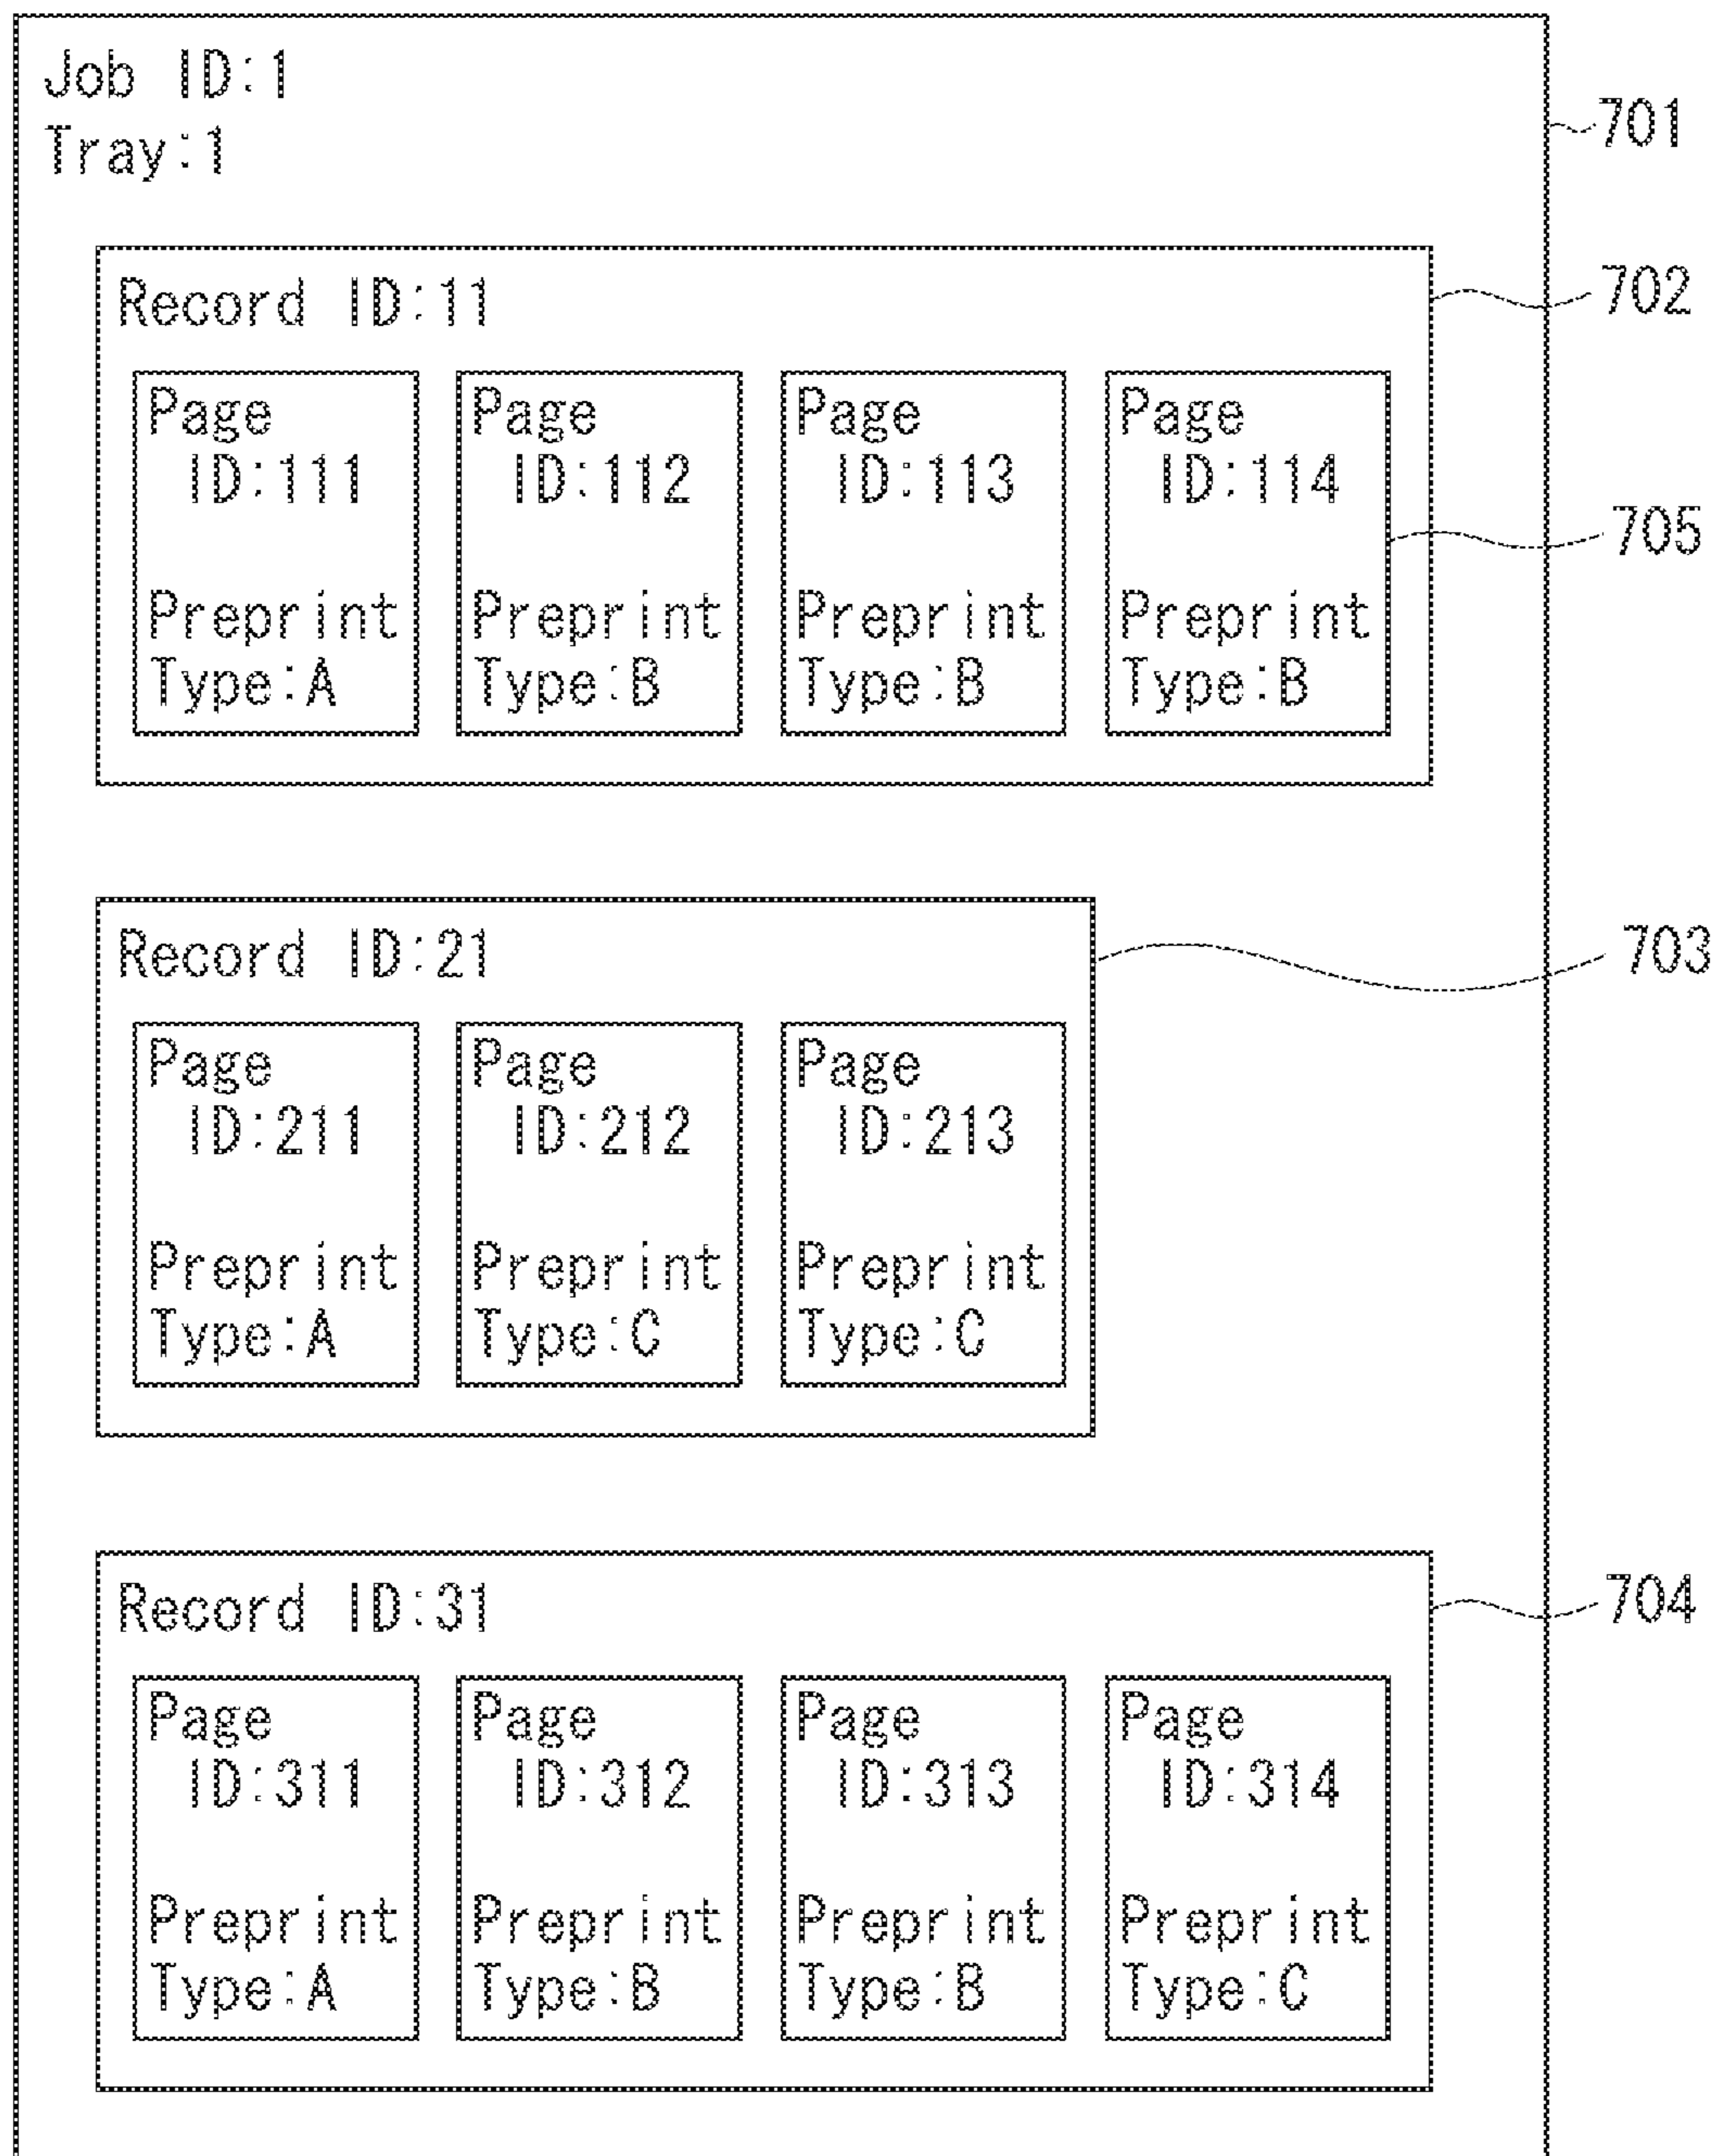 Job ID:1
Tray:1
701
Record ID:11
702
Page
ID:111
Preprint
Type:A
Page
ID:112
Preprint
Type:B
Page
ID:113
Preprint
Type:B
Page
ID:114
Preprint
Type:B
705
Record ID:21
703
Page
ID:211
Preprint
Type:A
Page
ID:212
Preprint
Type:C
Page
ID:213
Preprint
Type:C
Record ID:31
704
Page
ID:311
Preprint
Type:A
Page
ID:312
Preprint
Type:B
Page
ID:313
Preprint
Type:B
Page
ID:314
Preprint
Type:C